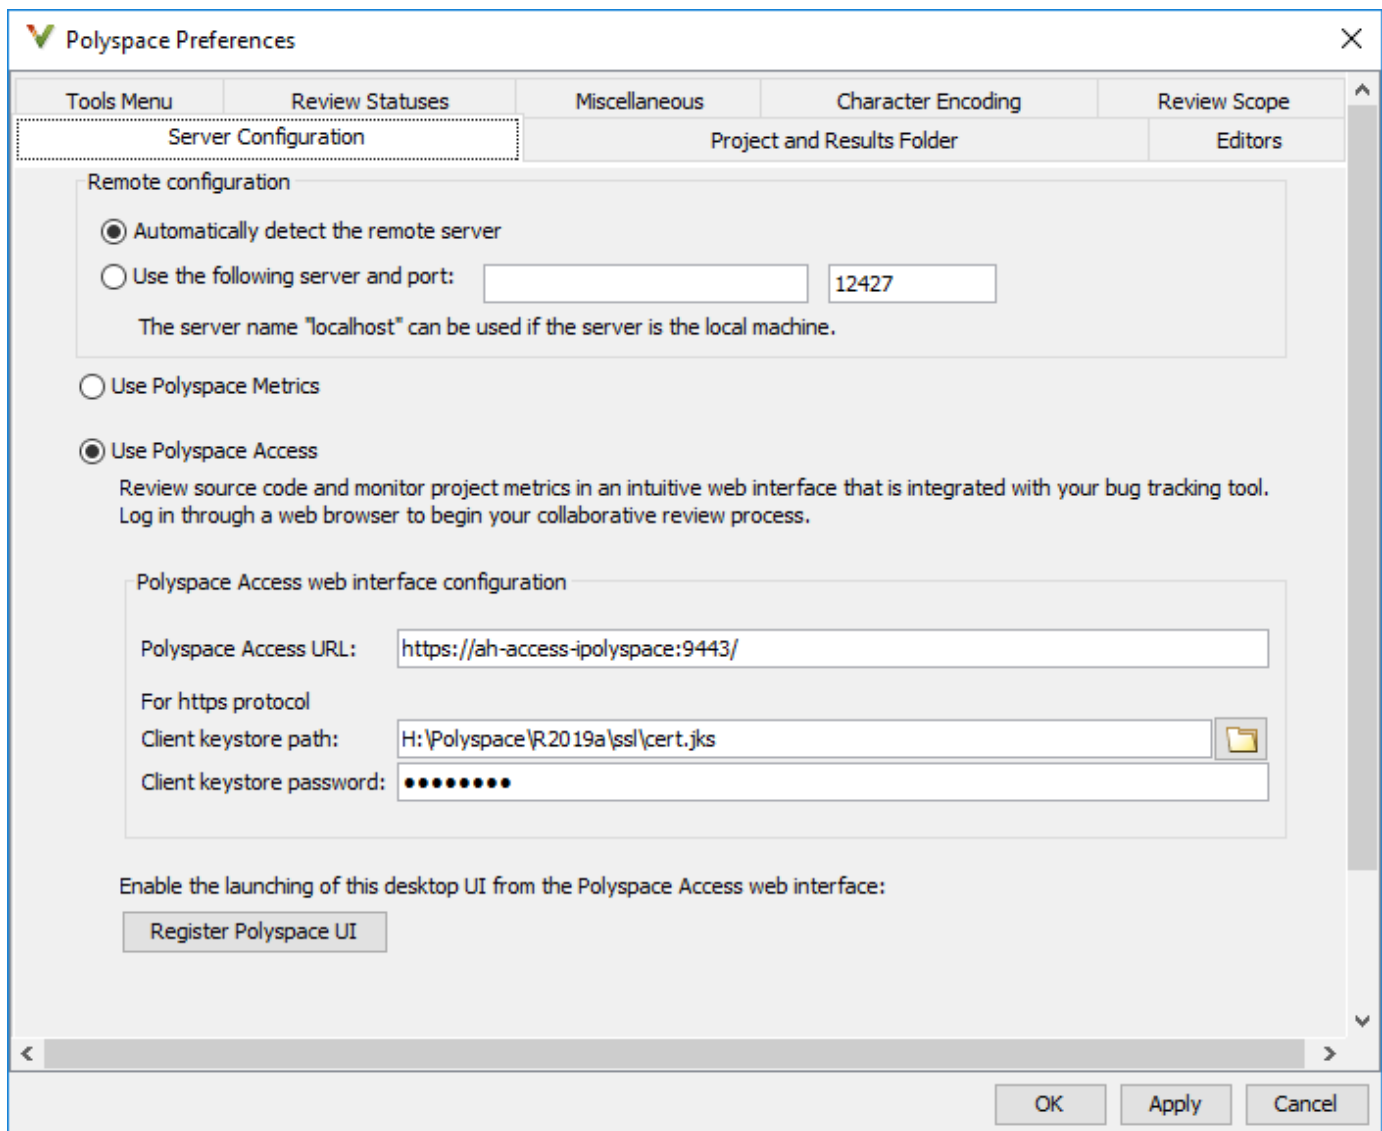 Polyspace Preferences
Tools Menu Review Statuses Miscellaneous Character Encoding Review Scope
Server Configuration Project and Results Folder Editors
Remote configuration
Automatically detect the remote server
Use the following server and port: 12427
The server name "localhost" can be used if the server is the local machine.
Use Polyspace Metrics
Use Polyspace Access
Review source code and monitor project metrics in an intuitive web interface that is integrated with your bug tracking tool.
Log in through a web browser to begin your collaborative review process.
Polyspace Access web interface configuration
Polyspace Access URL: https://ah-access-ipolyspace:9443/
For https protocol
Client keystore path: H:\Polyspace\R2019a\ssl\cert.jks
Client keystore password: ●●●●●●●●
Enable the launching of this desktop UI from the Polyspace Access web interface:
Register Polyspace UI
OK Apply Cancel